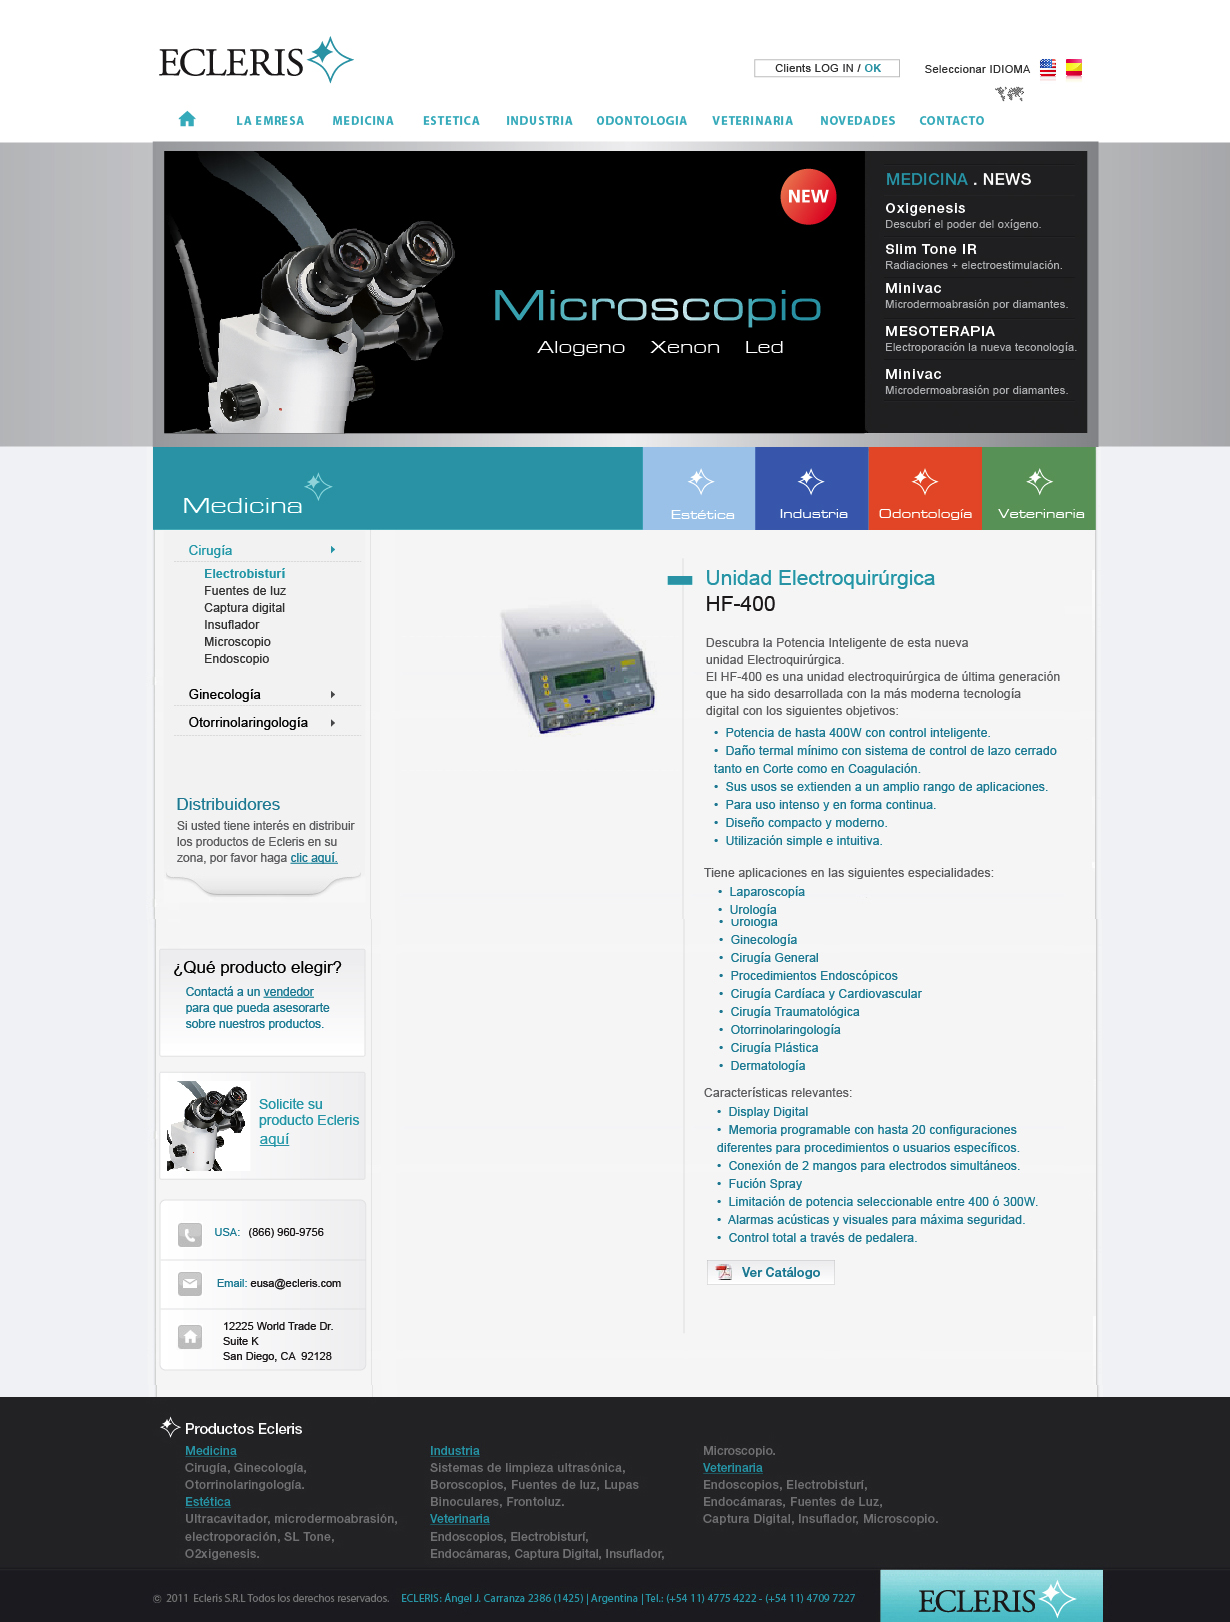 ECLERIS
Clients LOG IN / OK
Seleccionar IDIOMA
LA EMRESA MEDICINA ESTETICA INDUSTRIA ODONTOLOGIA VETERINARIA NOVEDADES CONTACTO
NEW
Microscopio
Alogeno Xenon Led
MEDICINA . NEWS
Oxigenesis
Descubrí el poder del oxígeno.
Slim Tone IR
Radiaciones + electroestimulación.
Minivac
Microdermoabrasión por diamantes.
MESOTERAPIA
Electroporación la nueva teconología.
Minivac
Microdermoabrasión por diamantes.
Medicina
Estética
Industria
Odontología
Veterinaria
Cirugía
Electrobisturí
Fuentes de luz
Captura digital
Insuflador
Microscopio
Endoscopio
Ginecología
Otorrinolaringología
Distribuidores
Si usted tiene interés en distribuir
los productos de Ecleris en su
zona, por favor haga clic aquí.
¿Qué producto elegir?
Contactá a un vendedor
para que pueda asesorarte
sobre nuestros productos.
Solicite su
producto Ecleris
aquí
USA: (866) 960-9756
Email: eusa@ecleris.com
12225 World Trade Dr.
Suite K
San Diego, CA 92128
HF-400
Unidad Electroquirúrgica
HF-400
Descubra la Potencia Inteligente de esta nueva
unidad Electroquirúrgica.
El HF-400 es una unidad electroquirúrgica de última generación
que ha sido desarrollada con la más moderna tecnología
digital con los siguientes objetivos:
• Potencia de hasta 400W con control inteligente.
• Daño termal mínimo con sistema de control de lazo cerrado
tanto en Corte como en Coagulación.
• Sus usos se extienden a un amplio rango de aplicaciones.
• Para uso intenso y en forma continua.
• Diseño compacto y moderno.
• Utilización simple e intuitiva.
Tiene aplicaciones en las siguientes especialidades:
• Laparoscopía
• Urología
• Urología
• Ginecología
• Cirugía General
• Procedimientos Endoscópicos
• Cirugía Cardíaca y Cardiovascular
• Cirugía Traumatológica
• Otorrinolaringología
• Cirugía Plástica
• Dermatología
Características relevantes:
• Display Digital
• Memoria programable con hasta 20 configuraciones
diferentes para procedimientos o usuarios específicos.
• Conexión de 2 mangos para electrodos simultáneos.
• Fución Spray
• Limitación de potencia seleccionable entre 400 ó 300W.
• Alarmas acústicas y visuales para máxima seguridad.
• Control total a través de pedalera.
Ver Catálogo
Productos Ecleris
Medicina
Cirugía, Ginecología,
Otorrinolaringología.
Estética
Ultracavitador, microdermoabrasión,
electroporación, SL Tone,
O2xigenesis.
Industria
Sistemas de limpieza ultrasónica,
Boroscopios, Fuentes de luz, Lupas
Binoculares, Frontoluz.
Veterinaria
Endoscopios, Electrobisturí,
Endocámaras, Captura Digital, Insuflador,
Microscopio.
Veterinaria
Endoscopios, Electrobisturí,
Endocámaras, Fuentes de Luz,
Captura Digital, Insuflador, Microscopio.
© 2011 Ecleris S.R.L Todos los derechos reservados. ECLERIS: Ángel J. Carranza 2386 (1425) | Argentina | Tel.: (+54 11) 4775 4222 - (+54 11) 4709 7227
ECLERIS